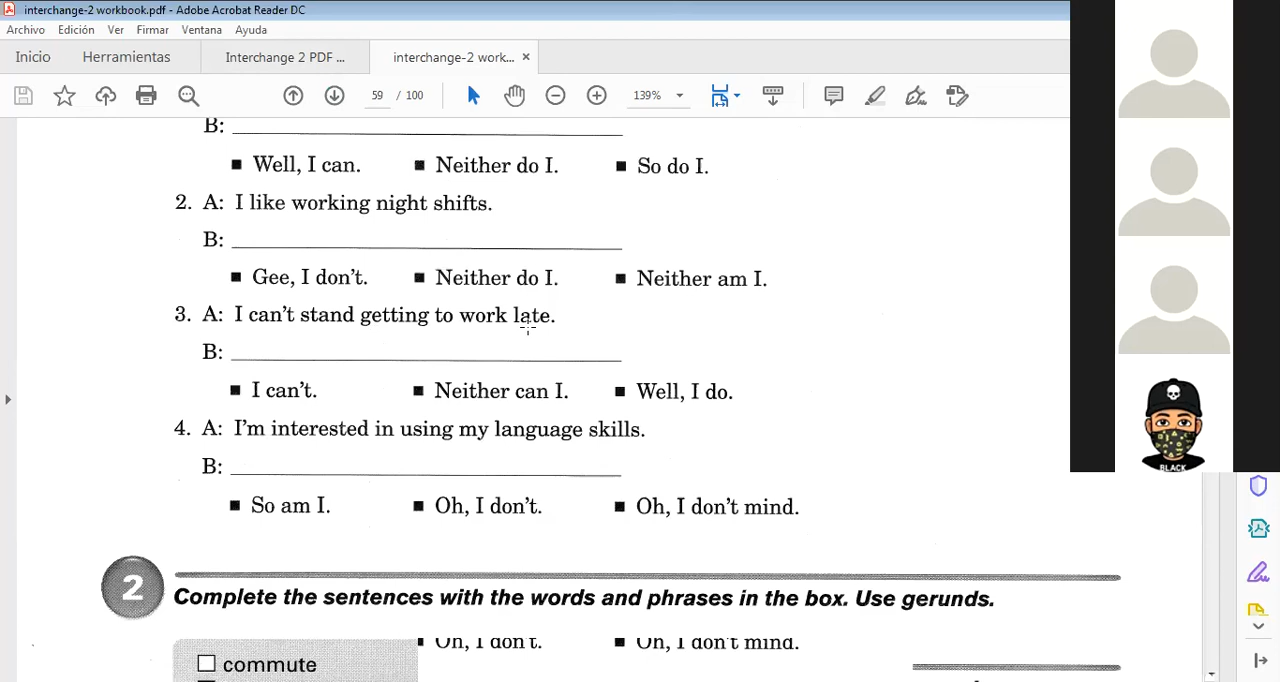 interchange-2 workbook.pdf - Adobe Acrobat Reader DC
Archivo Edición Ver Firmar Ventana Ayuda
Inicio Herramientas Interchange 2 PDF ... interchange-2 work... ×
59 / 100 139%
B:
■ Well, I can. ■ Neither do I. ■ So do I.
2. A: I like working night shifts.
B:
■ Gee, I don't. ■ Neither do I. ■ Neither am I.
3. A: I can't stand getting to work late.
B:
■ I can't. ■ Neither can I. ■ Well, I do.
4. A: I'm interested in using my language skills.
B:
■ So am I. ■ Oh, I don't. ■ Oh, I don't mind.
BLACK
2 Complete the sentences with the words and phrases in the box. Use gerunds.
Oh, I don't. ■ Oh, I don't mind.
☐ commute